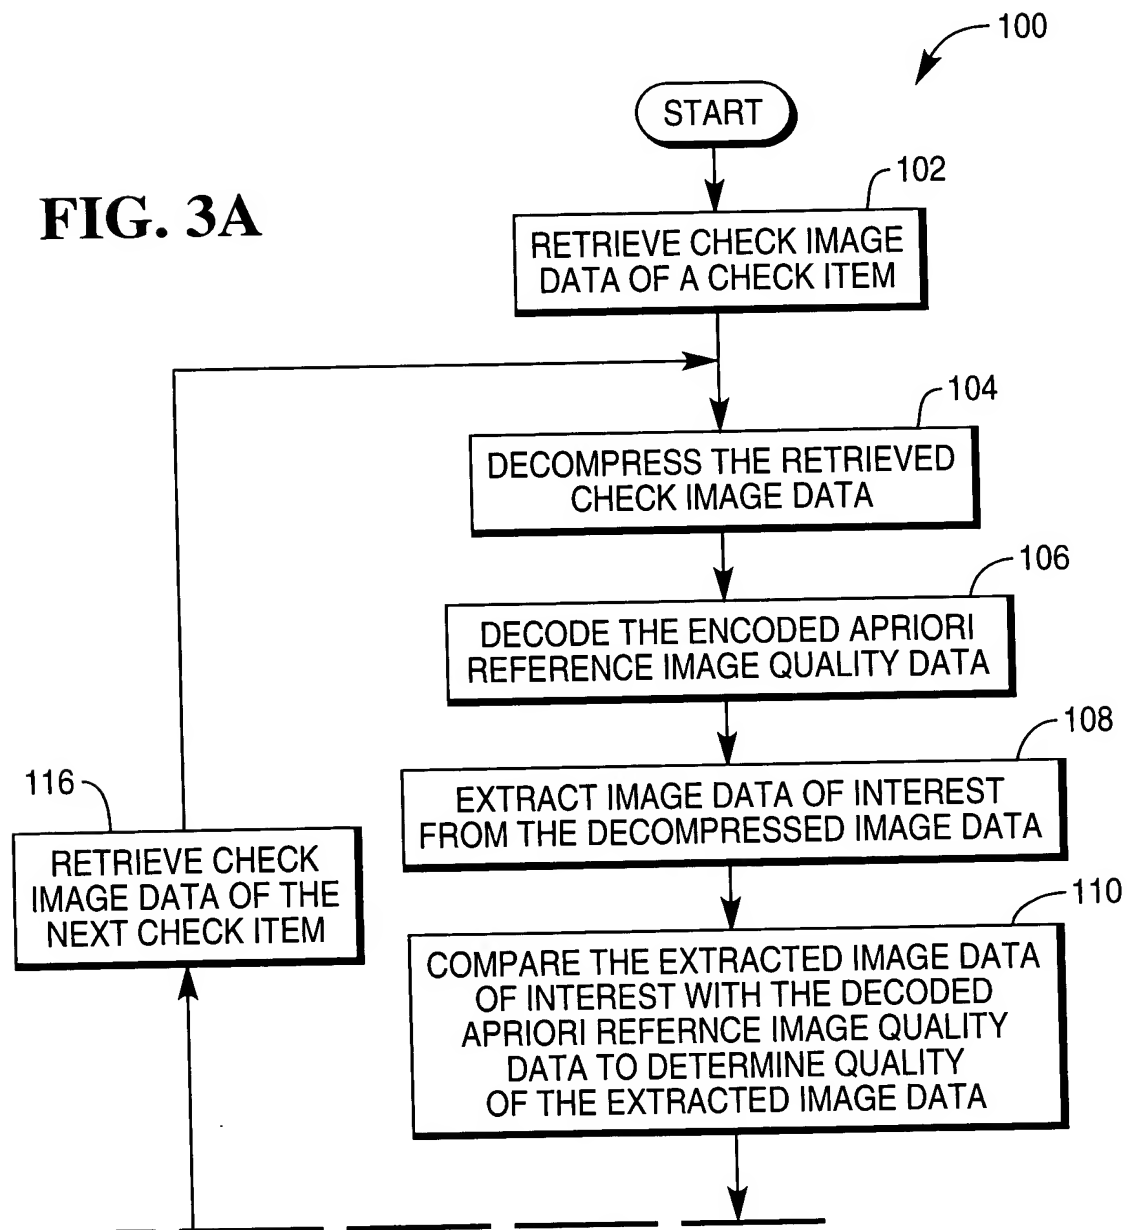 100
START
FIG. 3A
102
RETRIEVE CHECK IMAGE
DATA OF A CHECK ITEM
104
DECOMPRESS THE RETRIEVED
CHECK IMAGE DATA
106
DECODE THE ENCODED APRIORI
REFERENCE IMAGE QUALITY DATA
108
EXTRACT IMAGE DATA OF INTEREST
FROM THE DECOMPRESSED IMAGE DATA
116
RETRIEVE CHECK
IMAGE DATA OF THE
NEXT CHECK ITEM
110
COMPARE THE EXTRACTED IMAGE DATA
OF INTEREST WITH THE DECODED
APRIORI REFERNCE IMAGE QUALITY
DATA TO DETERMINE QUALITY
OF THE EXTRACTED IMAGE DATA